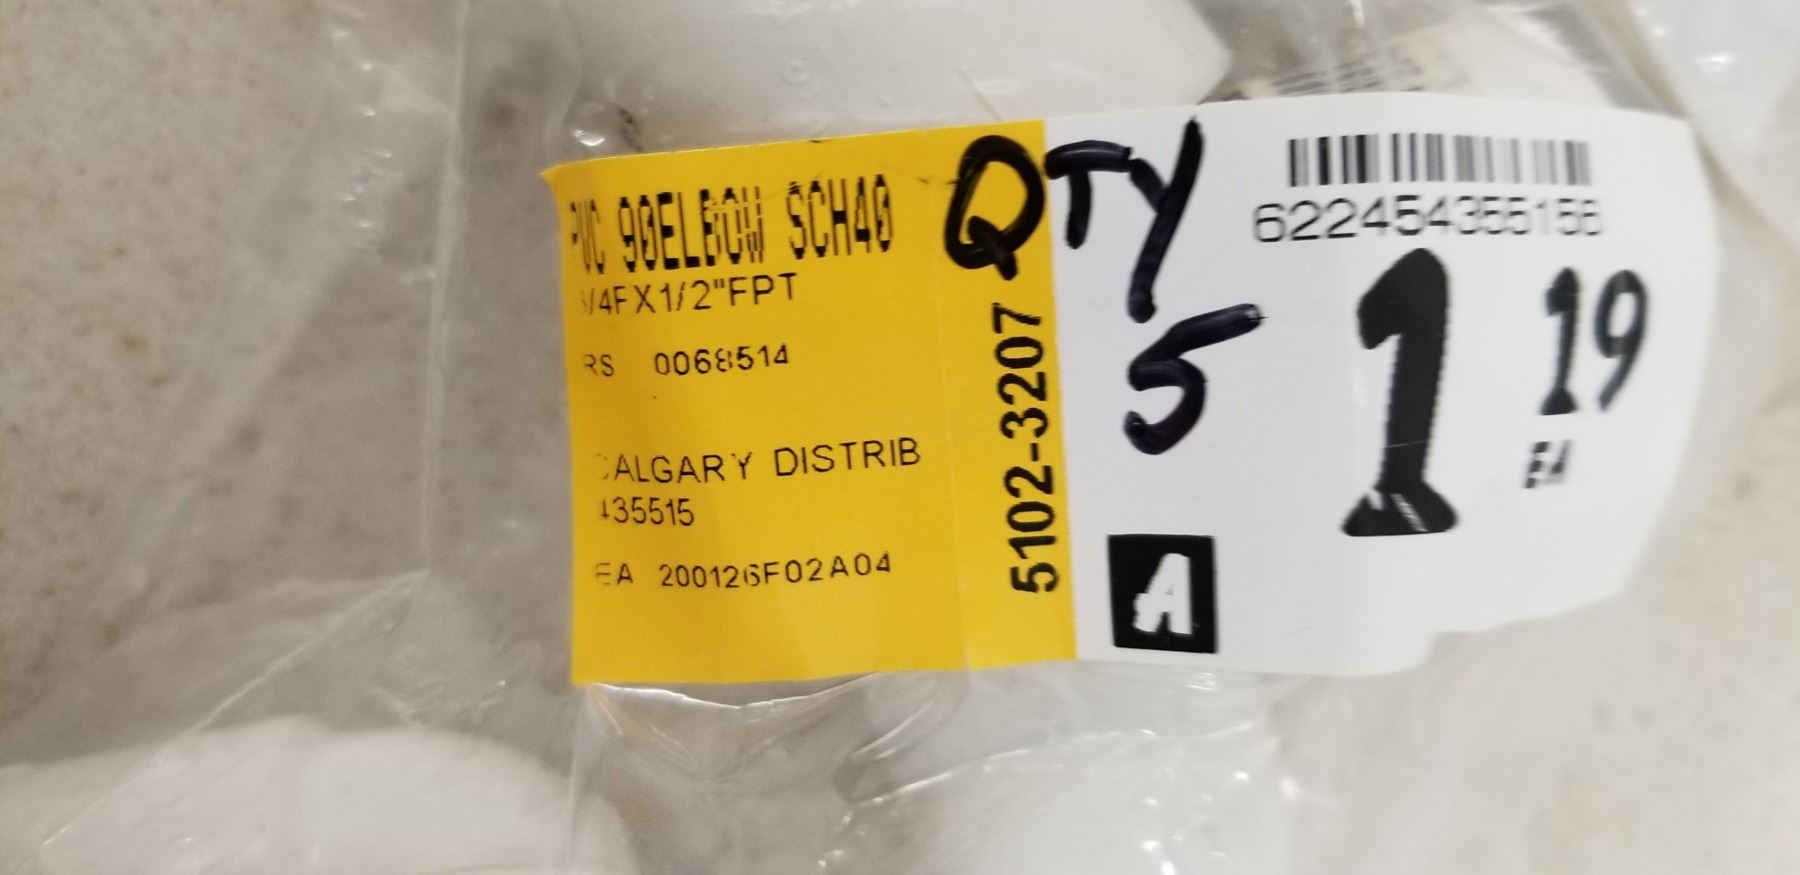 PVC 90ELBOW SCH40
3/4FX1/2"FPT
RS 0068514
CALGARY DISTRIB
435515
EA 200126F02A04
5102-3207
QTY
5
622454355156
1 19
EA
A